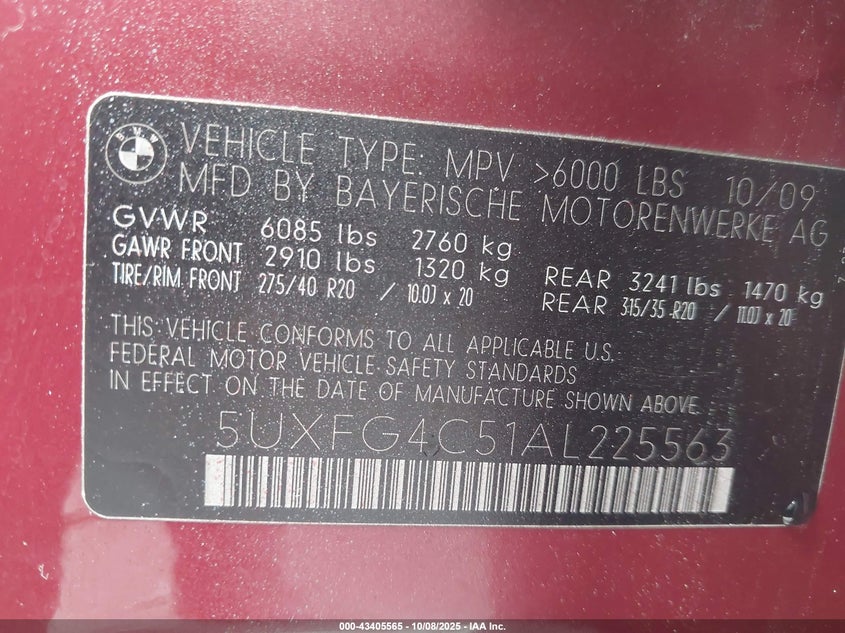 BMW
VEHICLE TYPE: MPV >6000 LBS 10/09
MFD BY BAYERISCHE MOTORENWERKE AG
GVWR 6085 lbs 2760 kg
GAWR FRONT 2910 lbs 1320 kg REAR 3241 lbs 1470 kg
TIRE/RIM FRONT 275/40 R20 / 10.0J x 20 REAR 315/35 R20 / 11.0J x 20
THIS VEHICLE CONFORMS TO ALL APPLICABLE U.S.
FEDERAL MOTOR VEHICLE SAFETY STANDARDS
IN EFFECT ON THE DATE OF MANUFACTURE SHOWN ABOVE.
5UXFG4C51AL225563
000-43405565 - 10/08/2025 - IAA Inc.